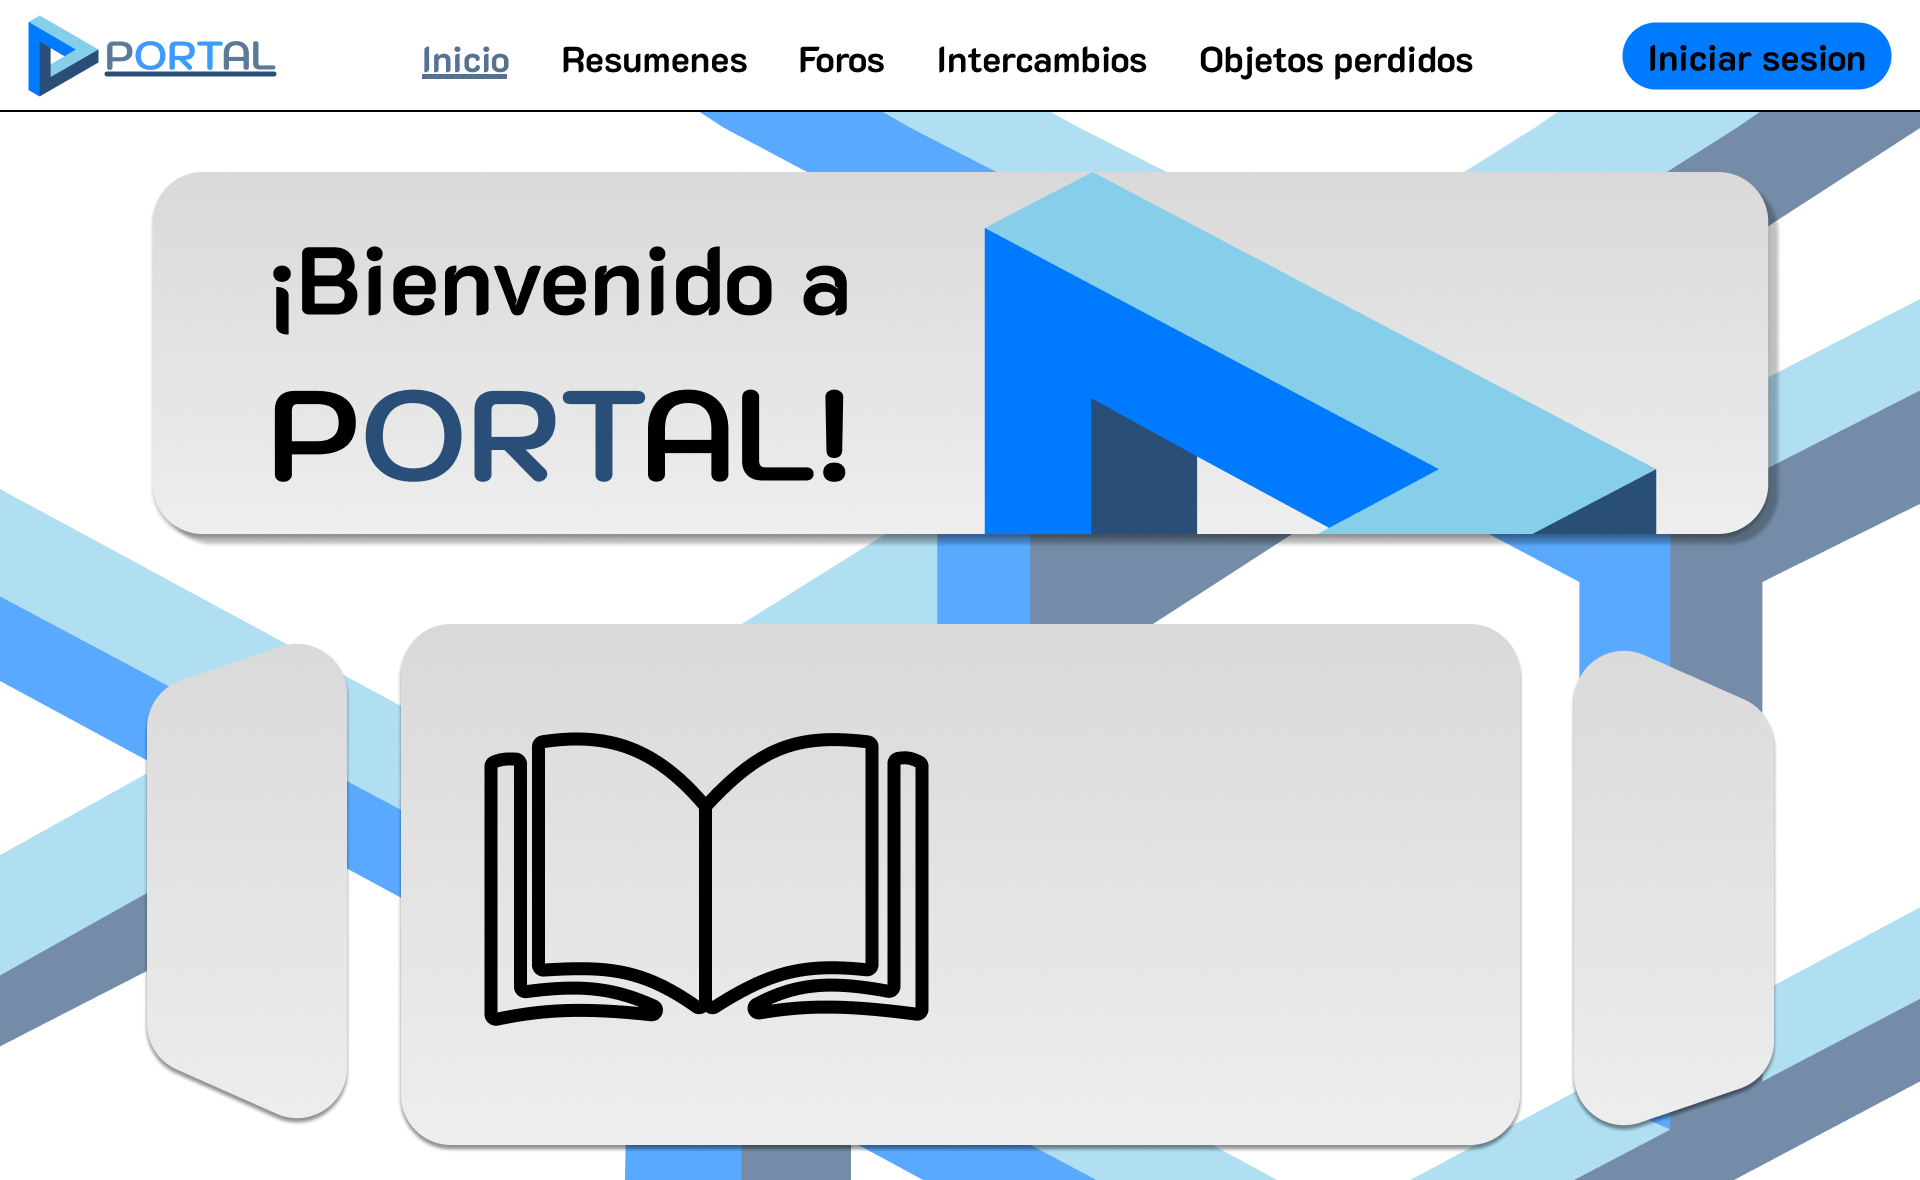 PORTAL
Inicio Resumenes Foros Intercambios Objetos perdidos
Iniciar sesion
¡Bienvenido a
PORTAL!